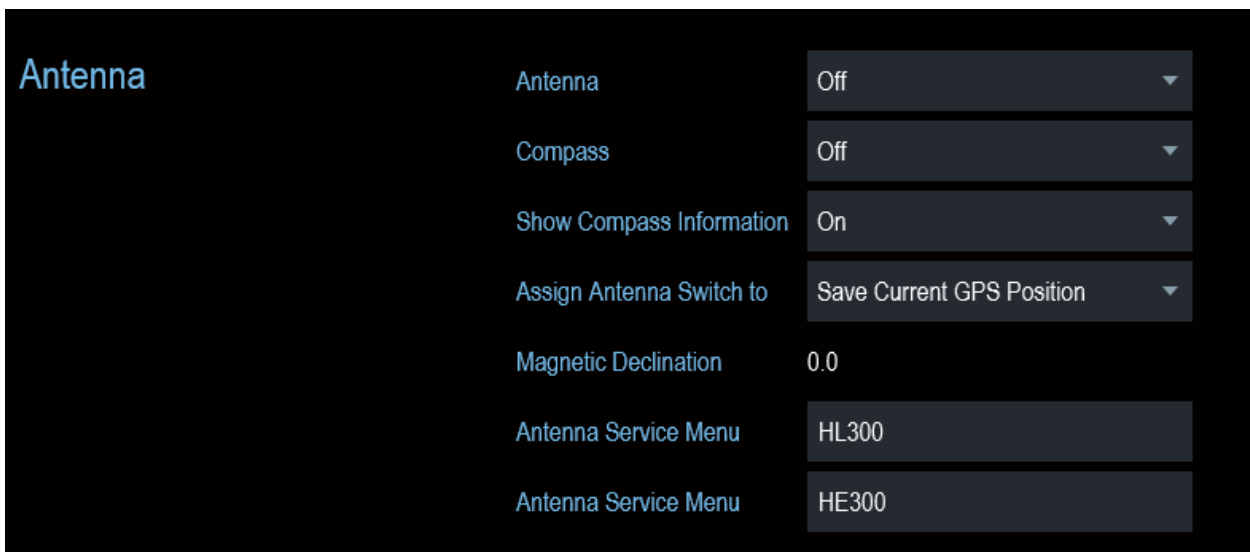 Antenna
Antenna Off
Compass Off
Show Compass Information On
Assign Antenna Switch to Save Current GPS Position
Magnetic Declination 0.0
Antenna Service Menu HL300
Antenna Service Menu HE300